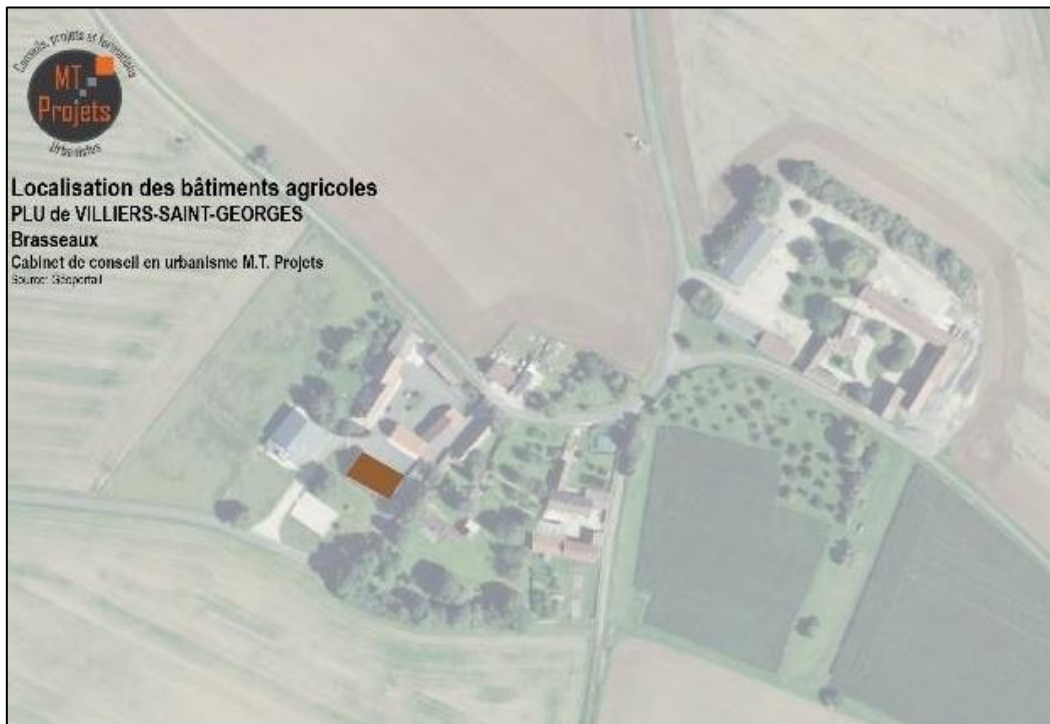 Conseils, projets et formations
MT
Projets
Urbanistes
Localisation des bâtiments agricoles
PLU de VILLIERS-SAINT-GEORGES
Brasseaux
Cabinet de conseil en urbanisme M.T. Projets
Source: Géoportail